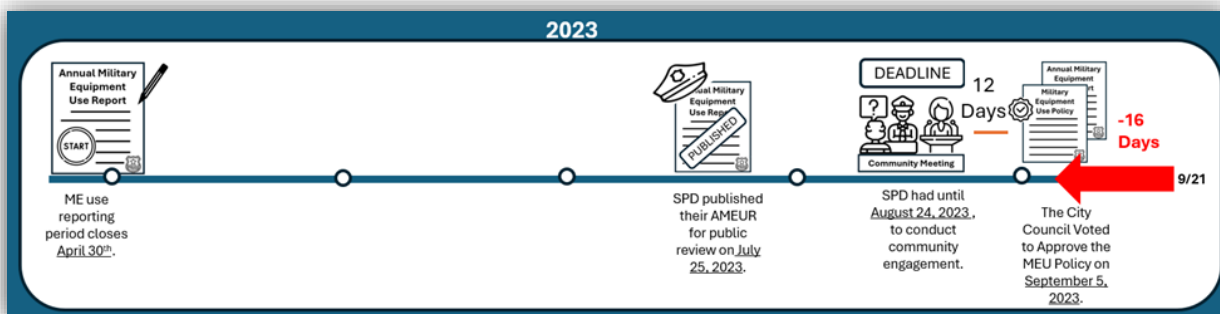 2023
Annual Military
Equipment
Use Report
START
ME use
reporting
period closes
April 30th.
nual Military
Equipment
Use Repo
PUBLISHED
SPD published
their AMEUR
for public
review on July
25, 2023.
DEADLINE
?
Community Meeting
SPD had until
August 24, 2023 ,
to conduct
community
engagement.
12
Days
Annual Military
Equipment
rt
Military
Equipment
Use Policy
The City
Council Voted
to Approve the
MEU Policy on
September 5,
2023.
-16
Days
9/21